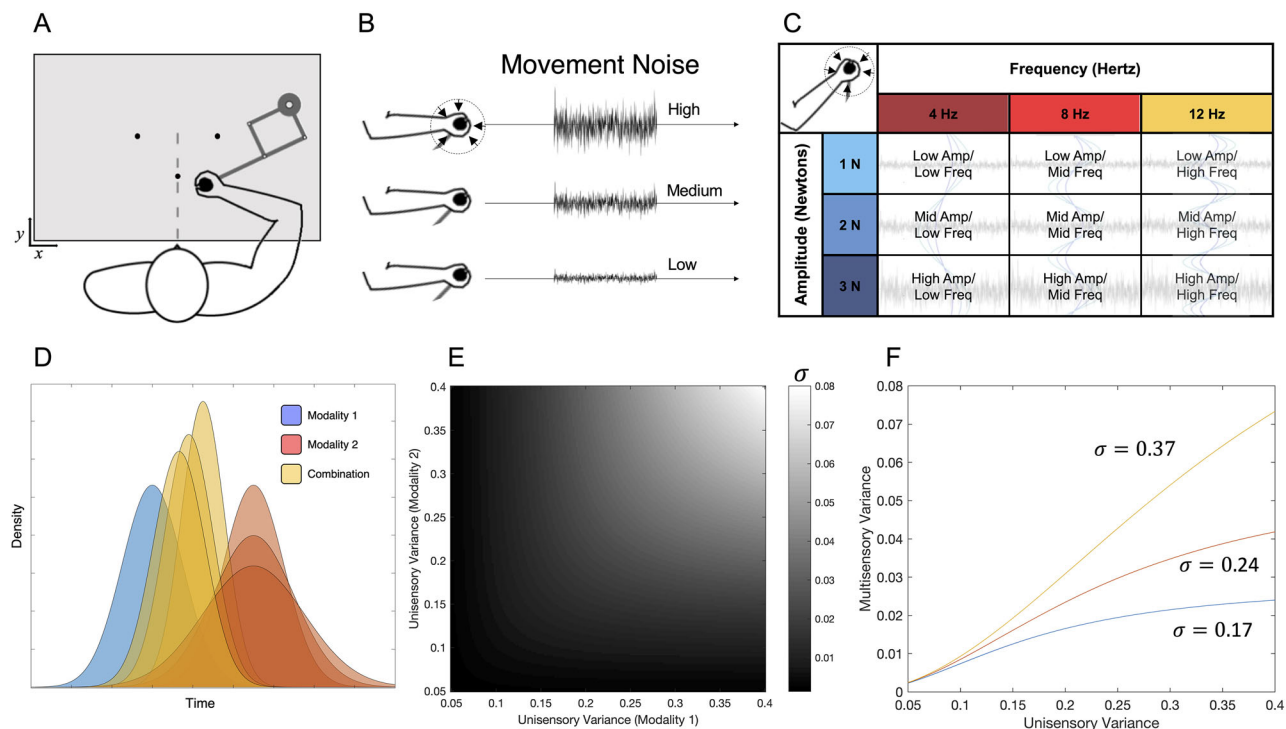 A
y
x
B
Movement Noise
High
Medium
Low
C
Frequency (Hertz)
4 Hz
8 Hz
12 Hz
Amplitude (Newtons)
1 N
Low Amp/
Low Freq
Low Amp/
Mid Freq
Low Amp/
High Freq
2 N
Mid Amp/
Low Freq
Mid Amp/
Mid Freq
Mid Amp/
High Freq
3 N
High Amp/
Low Freq
High Amp/
Mid Freq
High Amp/
High Freq
D
Modality 1
Modality 2
Combination
Density
Time
E
σ
Unisensory Variance (Modality 2)
0.4
0.35
0.3
0.25
0.2
0.15
0.1
0.05
0.05
0.1
0.15
0.2
0.25
0.3
0.35
0.4
Unisensory Variance (Modality 1)
0.08
0.07
0.06
0.05
0.04
0.03
0.02
0.01
F
Multisensory Variance
0.08
0.07
0.06
0.05
0.04
0.03
0.02
0.01
0
σ = 0.37
σ = 0.24
σ = 0.17
0.05
0.1
0.15
0.2
0.25
0.3
0.35
0.4
Unisensory Variance